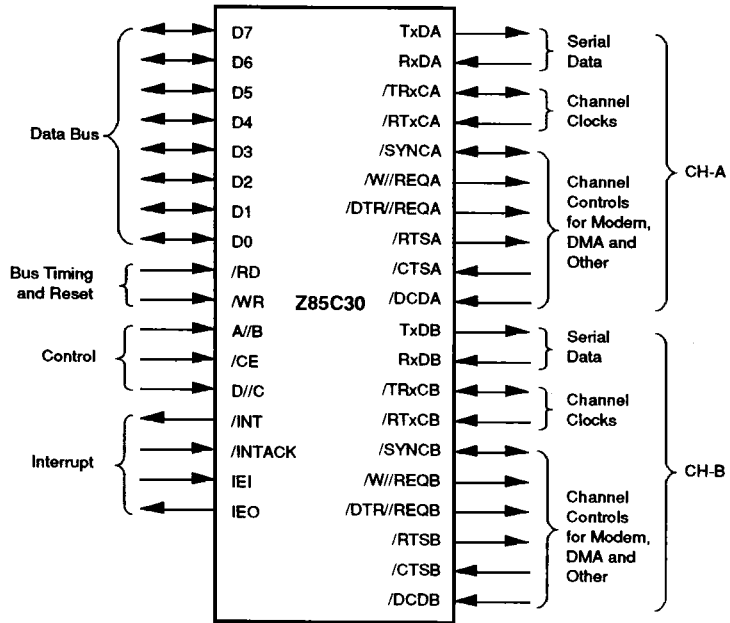 D7
D6
D5
D4
D3
D2
D1
D0
/RD
/WR
A//B
/CE
D//C
/INT
/INTACK
IEI
IEO
Data Bus
Bus Timing
and Reset
Control
Interrupt
Z85C30
TxDA
RxDA
/TRxCA
/RTxCA
/SYNCA
/W//REQA
/DTR//REQA
/RTSA
/CTSA
/DCDA
TxDB
RxDB
/TRxCB
/RTxCB
/SYNCB
/W//REQB
/DTR//REQB
/RTSB
/CTSB
/DCDB
Serial
Data
Channel
Clocks
Channel
Controls
for Modem,
DMA and
Other
CH-A
Serial
Data
Channel
Clocks
Channel
Controls
for Modem,
DMA and
Other
CH-B